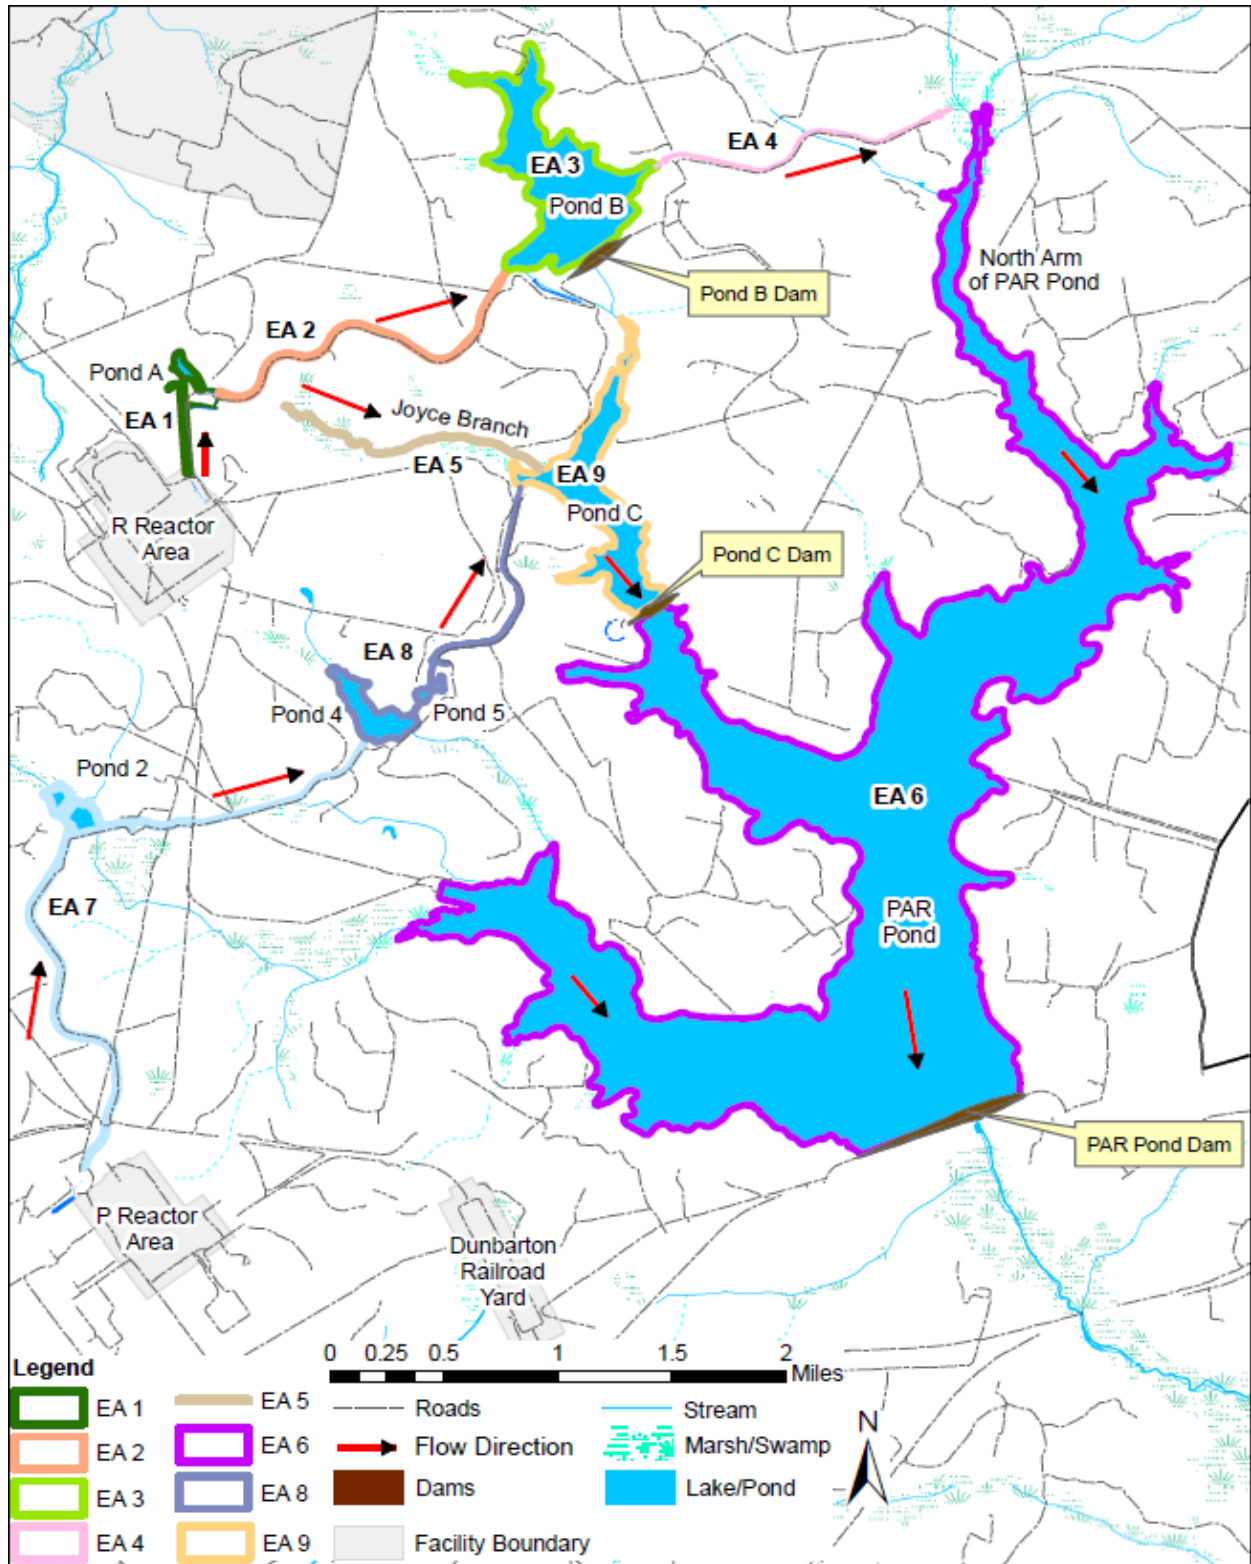 EA 4
EA 3
Pond B
North Arm
of PAR Pond
Pond B Dam
EA 2
Pond A
EA 1
Joyce Branch
EA 5
EA 9
Pond C
R Reactor
Area
Pond C Dam
EA 8
Pond 4
Pond 5
Pond 2
EA 6
EA 7
PAR
Pond
PAR Pond Dam
P Reactor
Area
Dunbarton
Railroad
Yard
0 0.25 0.5 1 1.5 2
Miles
Legend
EA 1
EA 2
EA 3
EA 4
EA 5
EA 6
EA 8
EA 9
Roads
Flow Direction
Dams
Facility Boundary
Stream
Marsh/Swamp
Lake/Pond
N